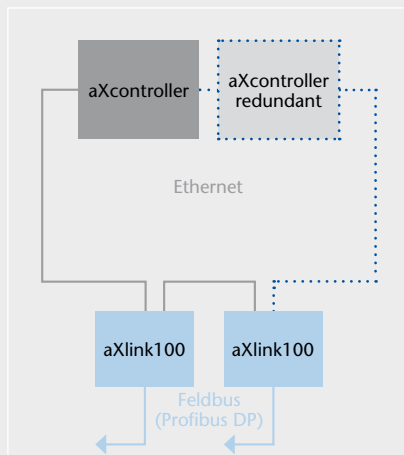 aXcontroller
aXcontroller
redundant
Ethernet
aXlink100
aXlink100
Feldbus
(Profibus DP)